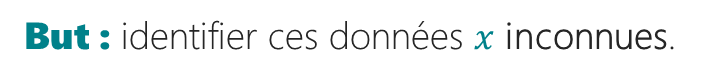 But : identifier ces données x inconnues.